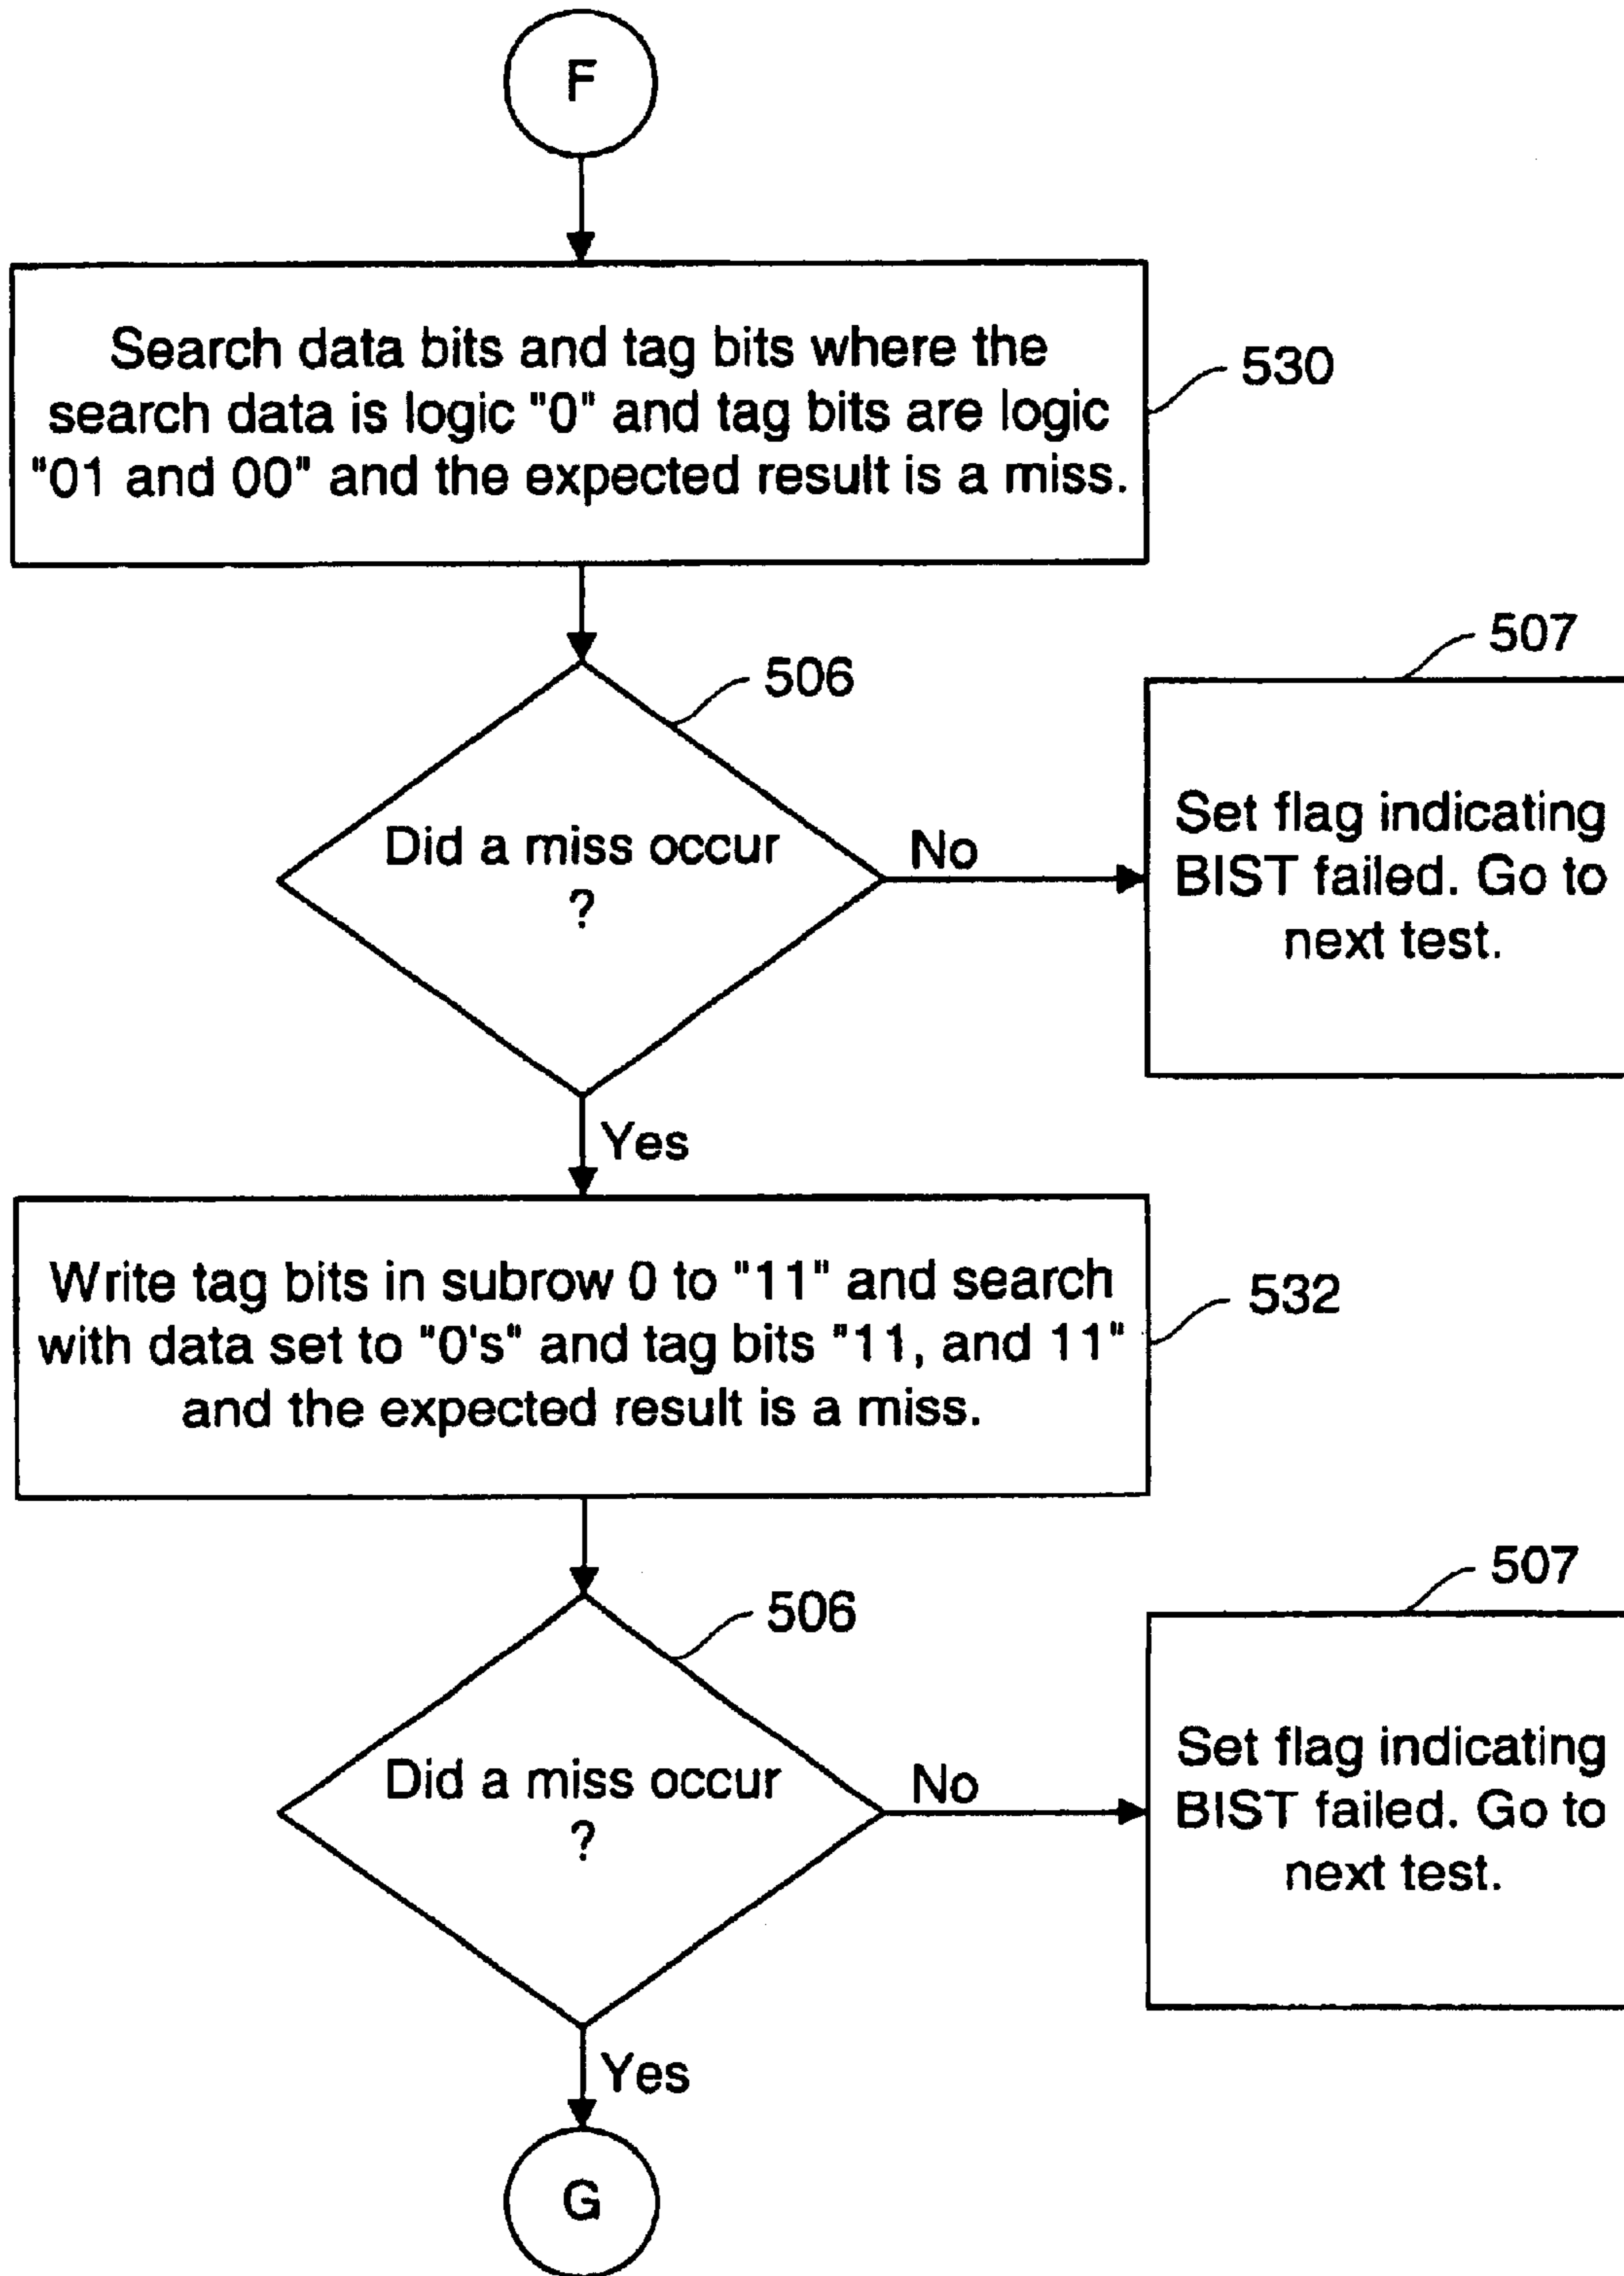 F
Search data bits and tag bits where the
search data is logic "0" and tag bits are logic
"01 and 00" and the expected result is a miss.
530
506
507
Did a miss occur
?
No
Set flag indicating
BIST failed. Go to
next test.
Yes
Write tag bits in subrow 0 to "11" and search
with data set to "0's" and tag bits "11, and 11"
and the expected result is a miss.
532
506
507
Did a miss occur
?
No
Set flag indicating
BIST failed. Go to
next test.
Yes
G